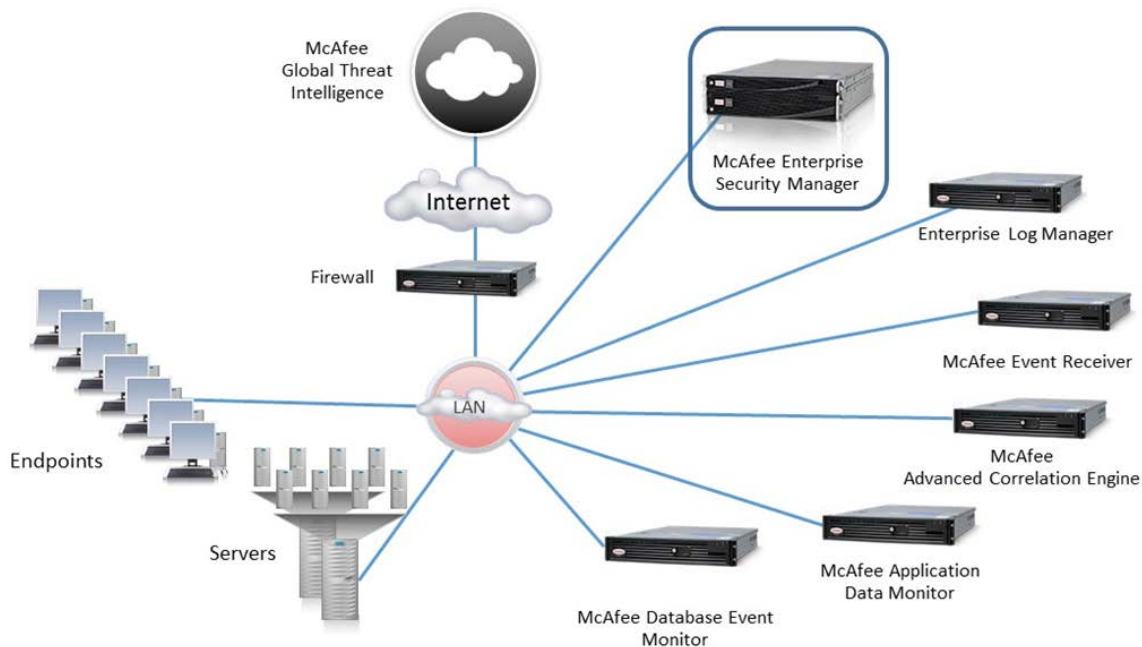 McAfee
Global Threat
Intelligence
McAfee Enterprise
Security Manager
Internet
Enterprise Log Manager
Firewall
McAfee Event Receiver
LAN
McAfee
Advanced Correlation Engine
Endpoints
Servers
McAfee Application
Data Monitor
McAfee Database Event
Monitor